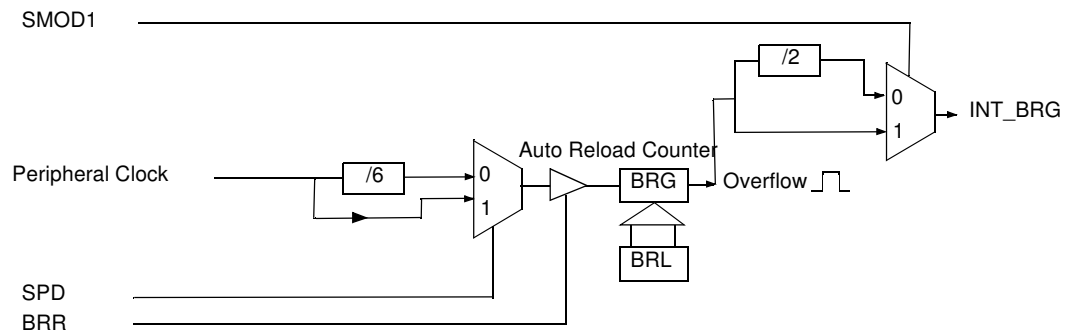 SMOD1
/2
0
INT_BRG
1
Auto Reload Counter
Peripheral Clock
/6
0
BRG
Overflow
1
BRL
SPD
BRR